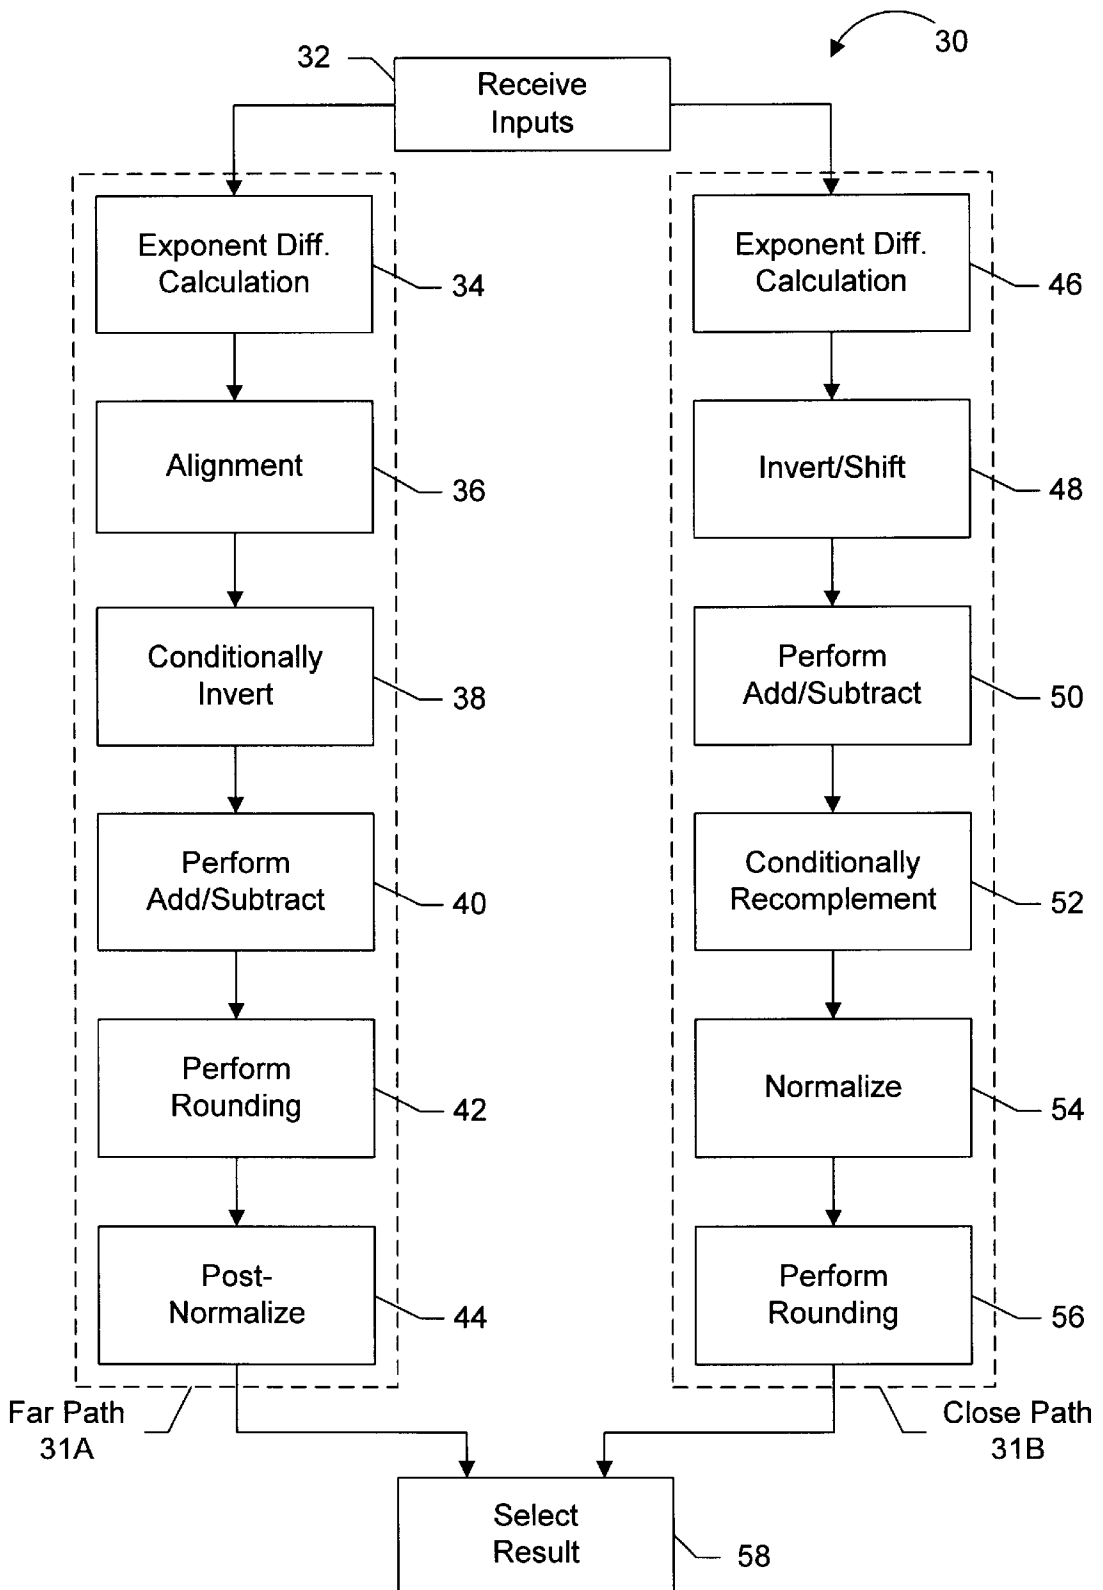 30
32
Receive
Inputs
Exponent Diff.
Calculation
34
Alignment
36
Conditionally
Invert
38
Perform
Add/Subtract
40
Perform
Rounding
42
Post-
Normalize
44
Far Path
31A
Exponent Diff.
Calculation
46
Invert/Shift
48
Perform
Add/Subtract
50
Conditionally
Recomplement
52
Normalize
54
Perform
Rounding
56
Close Path
31B
Select
Result
58